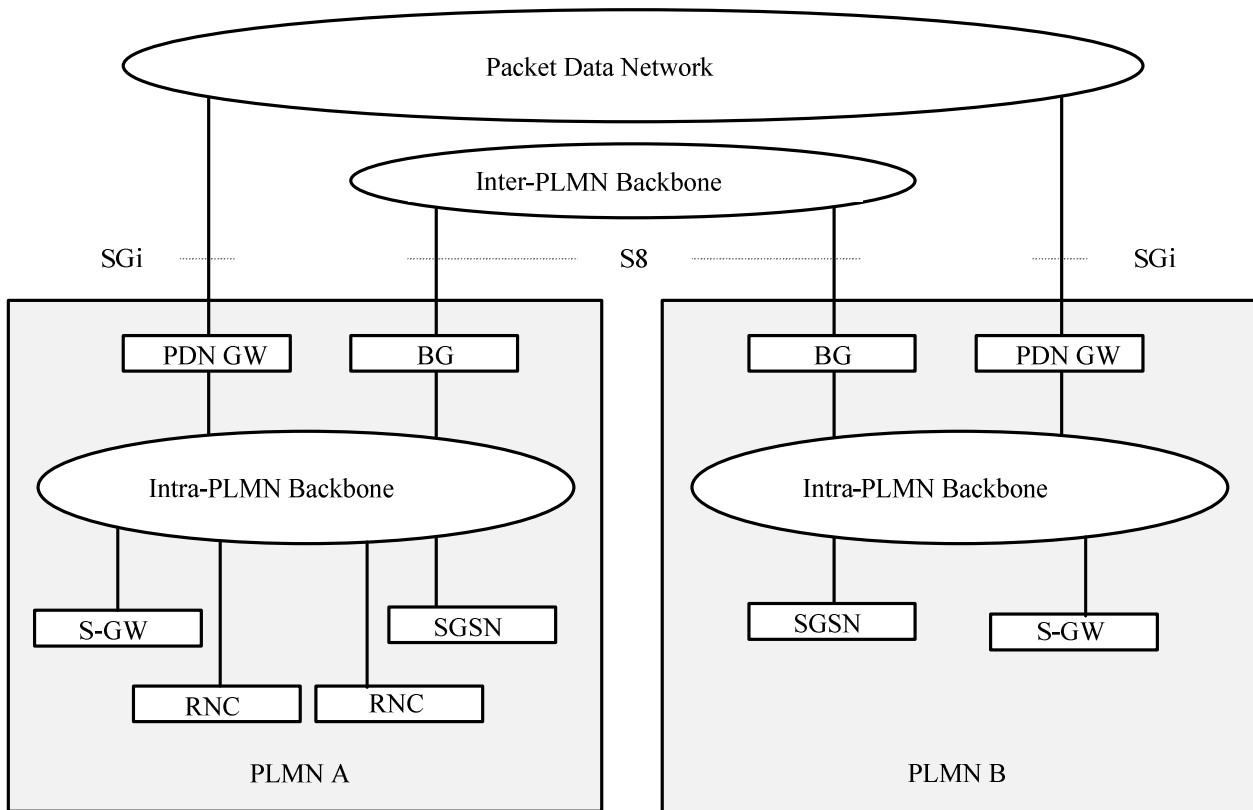 Packet Data Network
Inter-PLMN Backbone
SGi
S8
SGi
PDN GW
BG
BG
PDN GW
Intra-PLMN Backbone
Intra-PLMN Backbone
S-GW
SGSN
SGSN
S-GW
RNC
RNC
PLMN A
PLMN B